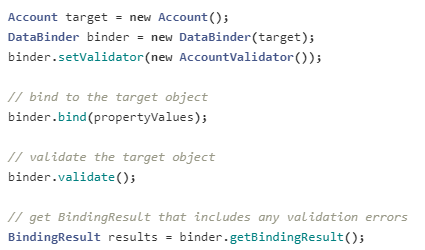 Account target = new Account();
DataBinder binder = new DataBinder(target);
binder.setValidator(new AccountValidator());
// bind to the target object
binder.bind(propertyValues);
// validate the target object
binder.validate();
// get BindingResult that includes any validation errors
BindingResult results = binder.getBindingResult();